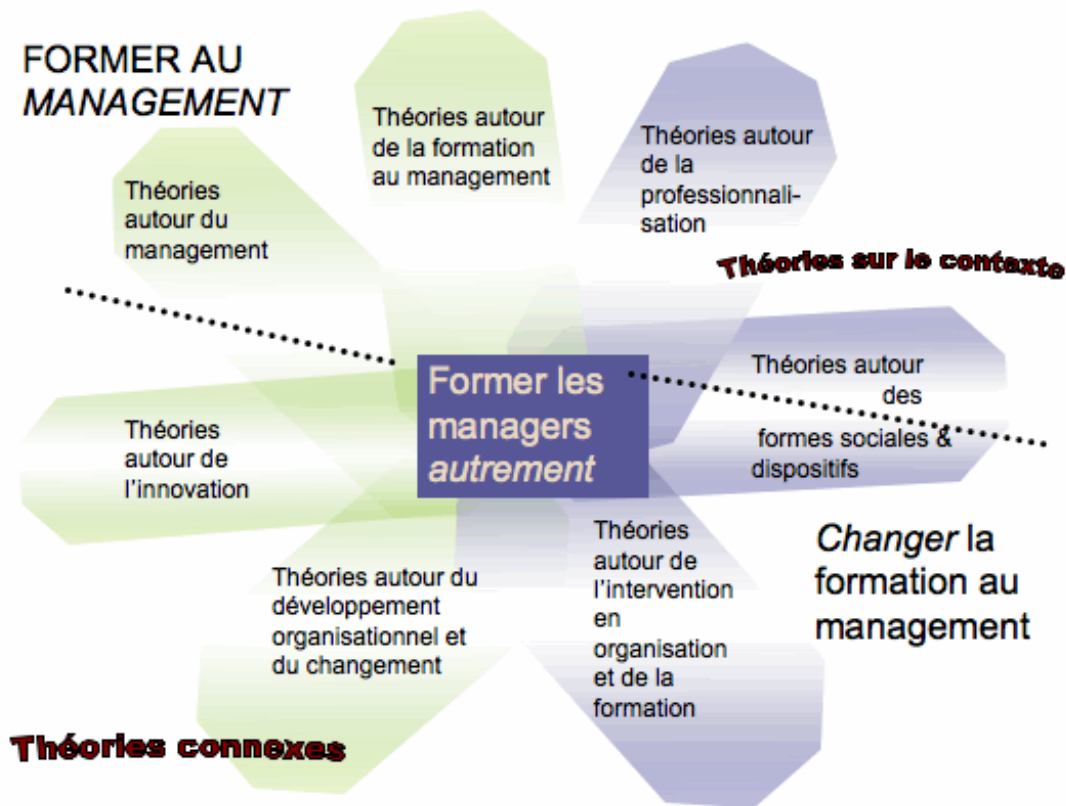 FORMER AU
MANAGEMENT
Théories autour
de la formation
au management
Théories autour
de la
professionnali-
sation
Théories
autour du
management
Théories sur le contexte
Former les
managers
autrement
Théories autour
des
formes sociales &
dispositifs
Théories
autour de
l'innovation
Théories autour du
développement
organisationnel et
du changement
Théories
autour de
l'intervention
en
organisation
et de la
formation
Changer la
formation au
management
Théories connexes